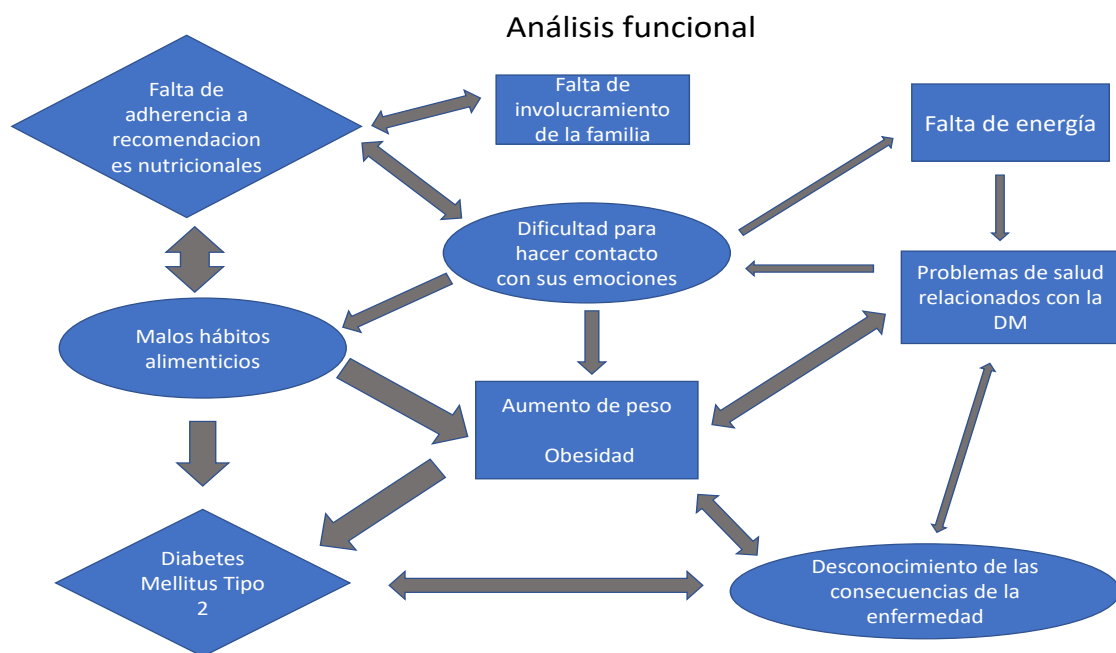 Análisis funcional
Falta de
adherencia a
recomendacion
es nutricionales
Falta de
involucramiento
de la familia
Falta de energía
Dificultad para
hacer contacto
con sus emociones
Problemas de salud
relacionados con la
DM
Malos hábitos
alimenticios
Aumento de peso
Obesidad
Diabetes
Mellitus Tipo
2
Desconocimiento de las
consecuencias de la
enfermedad